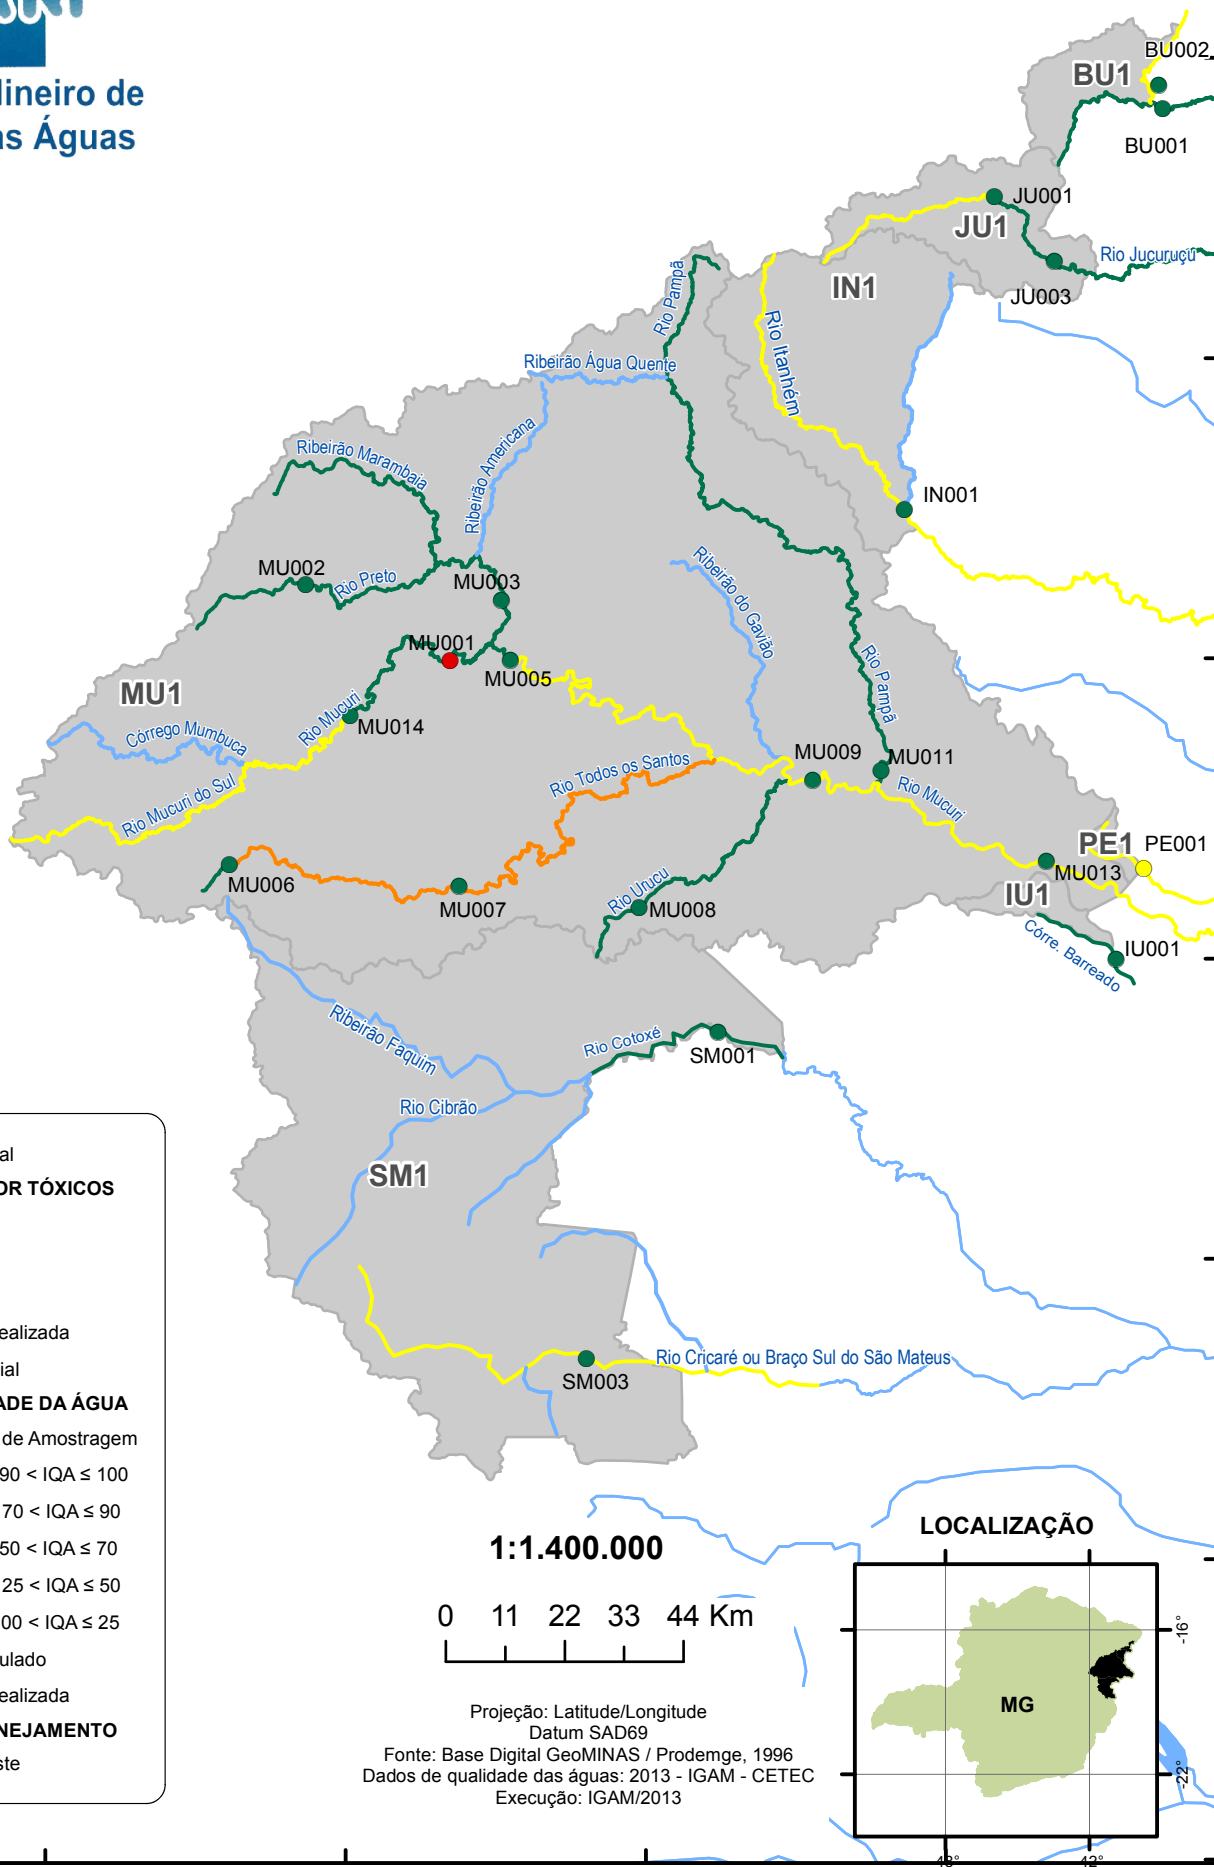 lineiro de
as Águas
BU002
BU1
BU001
JU001
JU1
Rio Jucuruçu
JU003
IN1
Rio Pampã
Rio Itanhém
Ribeirão Água Quente
Ribeirão Americana
Ribeirão Marambaia
IN001
MU002
Rio Preto
MU003
Ribeirão do Gavião
MU001
MU005
Rio Pampã
MU1
Rio Mucuri
MU014
Córrego Mumbuca
Rio Mucuri do Sul
Rio Todos os Santos
MU009
MU011
Rio Mucuri
PE1
PE001
MU013
MU006
MU007
Rio Urucu
MU008
IU1
IU001
Córre. Barreado
Ribeirão Faquim
Rio Cotoxé
SM001
Rio Cibrão
SM1
Rio Cricaré ou Braço Sul do São Mateus
SM003
al
OR TÓXICOS
ealizada
ial
ADE DA ÁGUA
de Amostragem
90 < IQA ≤ 100
70 < IQA ≤ 90
50 < IQA ≤ 70
25 < IQA ≤ 50
00 < IQA ≤ 25
ulado
ealizada
NEJAMENTO
ste
1:1.400.000
0 11 22 33 44 Km
Projeção: Latitude/Longitude
Datum SAD69
Fonte: Base Digital GeoMINAS / Prodemge, 1996
Dados de qualidade das águas: 2013 - IGAM - CETEC
Execução: IGAM/2013
LOCALIZAÇÃO
-16°
MG
-22°